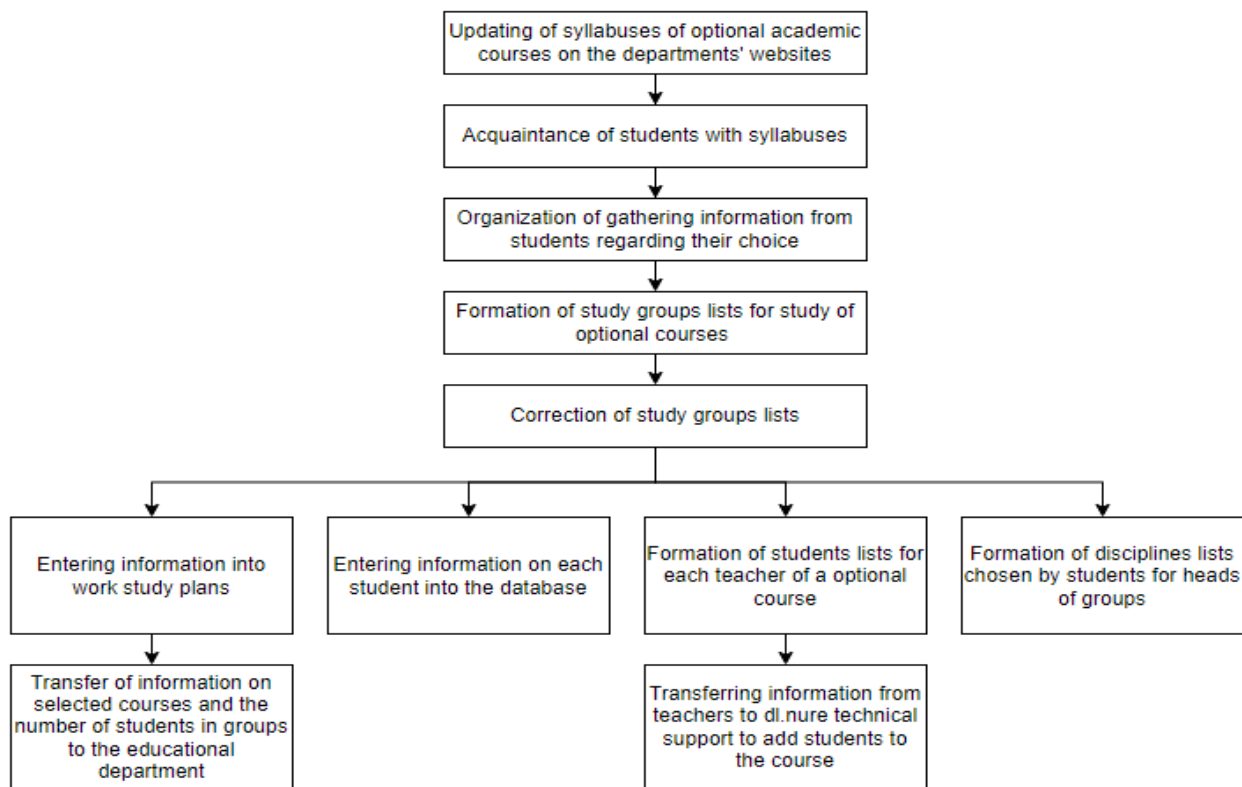 Updating of syllabuses of optional academic
courses on the departments' websites
Acquaintance of students with syllabuses
Organization of gathering information from
students regarding their choice
Formation of study groups lists for study of
optional courses
Correction of study groups lists
Entering information into
work study plans
Entering information on each
student into the database
Formation of students lists for
each teacher of a optional
course
Formation of disciplines lists
chosen by students for heads
of groups
Transfer of information on
selected courses and the
number of students in groups
to the educational
department
Transferring information from
teachers to dl.nure technical
support to add students to
the course